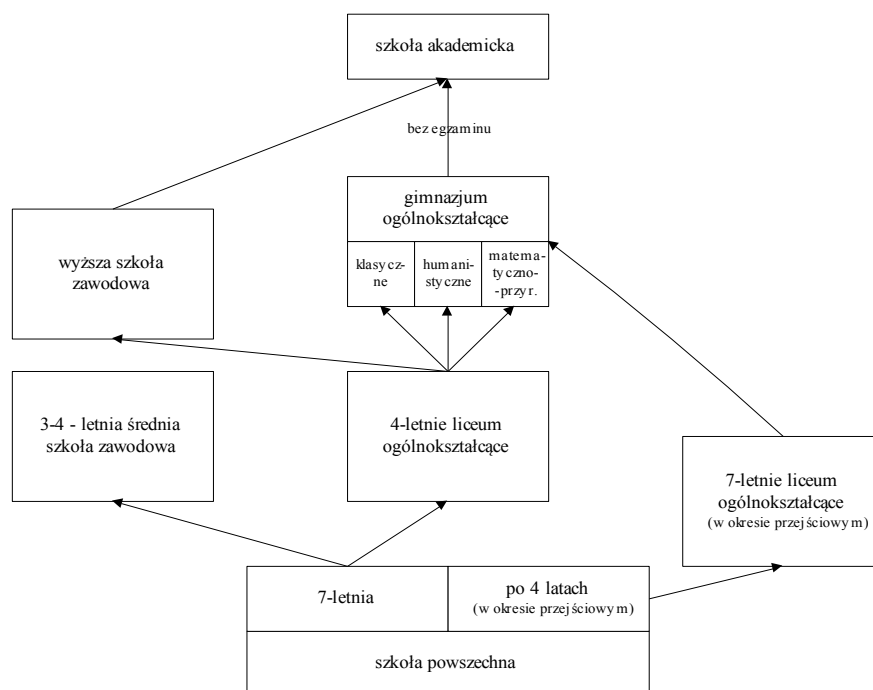 szkoła akademicka
bez egzaminu
gimnazjum
ogólnokształcące
klasycz-
ne
humani-
styczne
matema-
tyczno-
-przyr.
wyższa szkoła
zawodowa
3-4 - letnia średnia
szkoła zawodowa
4-letnie liceum
ogólnokształcące
7-letnie liceum
ogólnokształcące
(w okresie przejściowym)
7-letnia
po 4 latach
(w okresie przejściowym)
szkoła powszechna